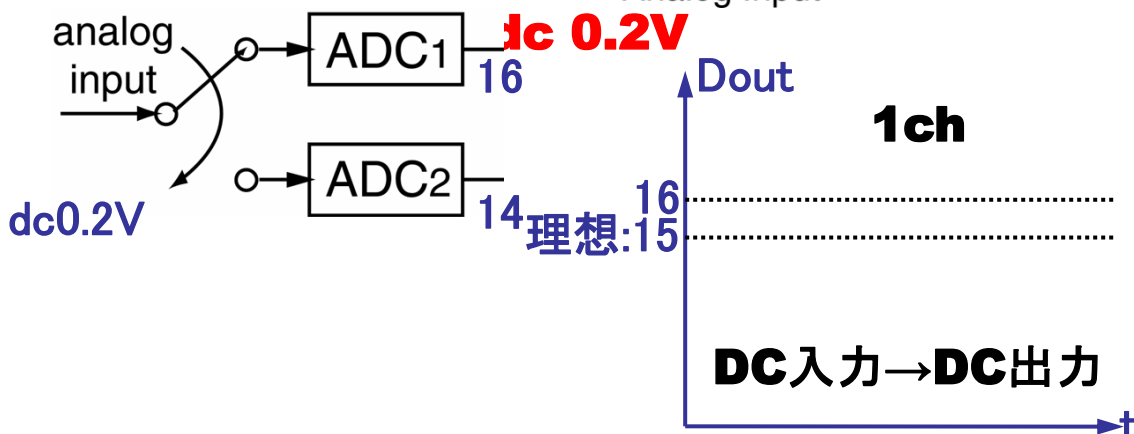 analog
input
ADC1
16
dc 0.2V
ADC2
14
dc0.2V
Dout
1ch
16
理想:15
DC入力→DC出力
t